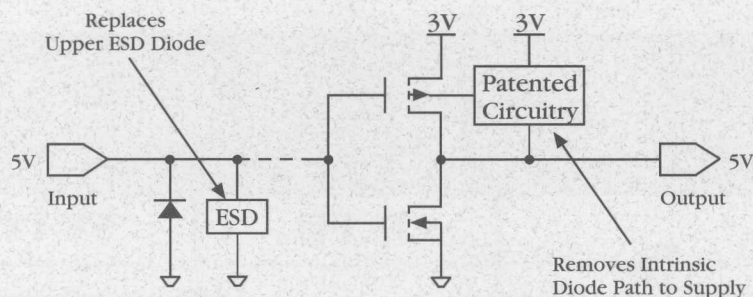 Replaces
Upper ESD Diode
3V
3V
Patented
Circuitry
5V
Input
ESD
5V
Output
Removes Intrinsic
Diode Path to Supply